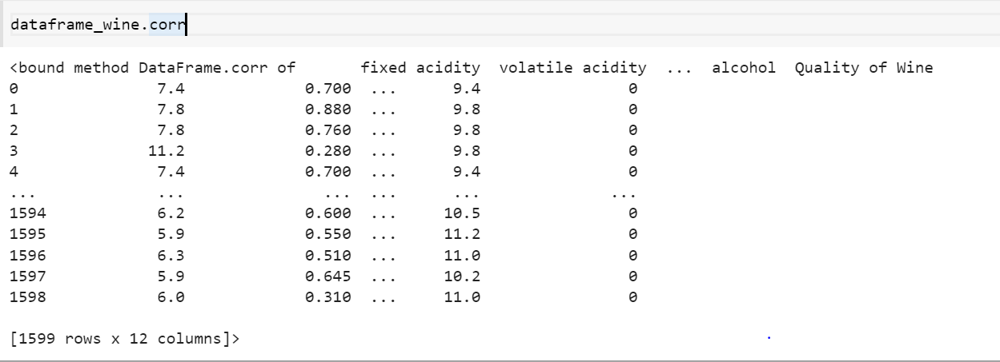 dataframe_wine.corr
<bound method DataFrame.corr of       fixed acidity  volatile acidity  ...  alcohol  Quality of Wine
0               7.4             0.700  ...      9.4                0
1               7.8             0.880  ...      9.8                0
2               7.8             0.760  ...      9.8                0
3              11.2             0.280  ...      9.8                0
4               7.4             0.700  ...      9.4                0
...             ...               ...  ...      ...              ...
1594            6.2             0.600  ...     10.5                0
1595            5.9             0.550  ...     11.2                0
1596            6.3             0.510  ...     11.0                0
1597            5.9             0.645  ...     10.2                0
1598            6.0             0.310  ...     11.0                0
[1599 rows x 12 columns]>